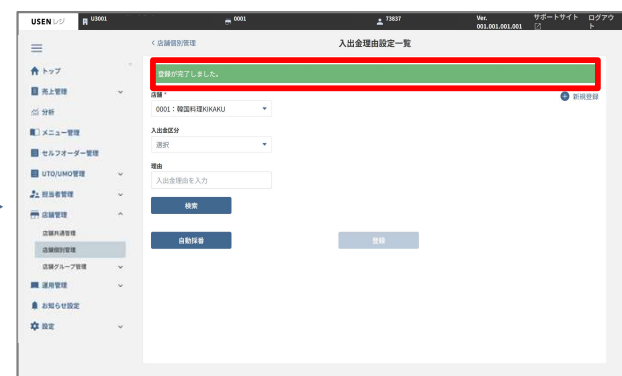 USEN レジ
U3001
0001
73837
Ver.
001.001.001.001
サポートサイト
ログアウ
ト
< 店舗個別管理
入出金理由設定一覧
トップ
売上管理
分析
メニュー管理
セルフオーダー管理
UTO/UMO管理
担当者管理
店舗管理
店舗共通管理
店舗個別管理
店舗グループ管理
運用管理
お知らせ設定
設定
登録が完了しました。
店舗 *
新規登録
0001：韓国料理KIKAKU
入出金区分
選択
理由
入出金理由を入力
検索
自動採番
登録